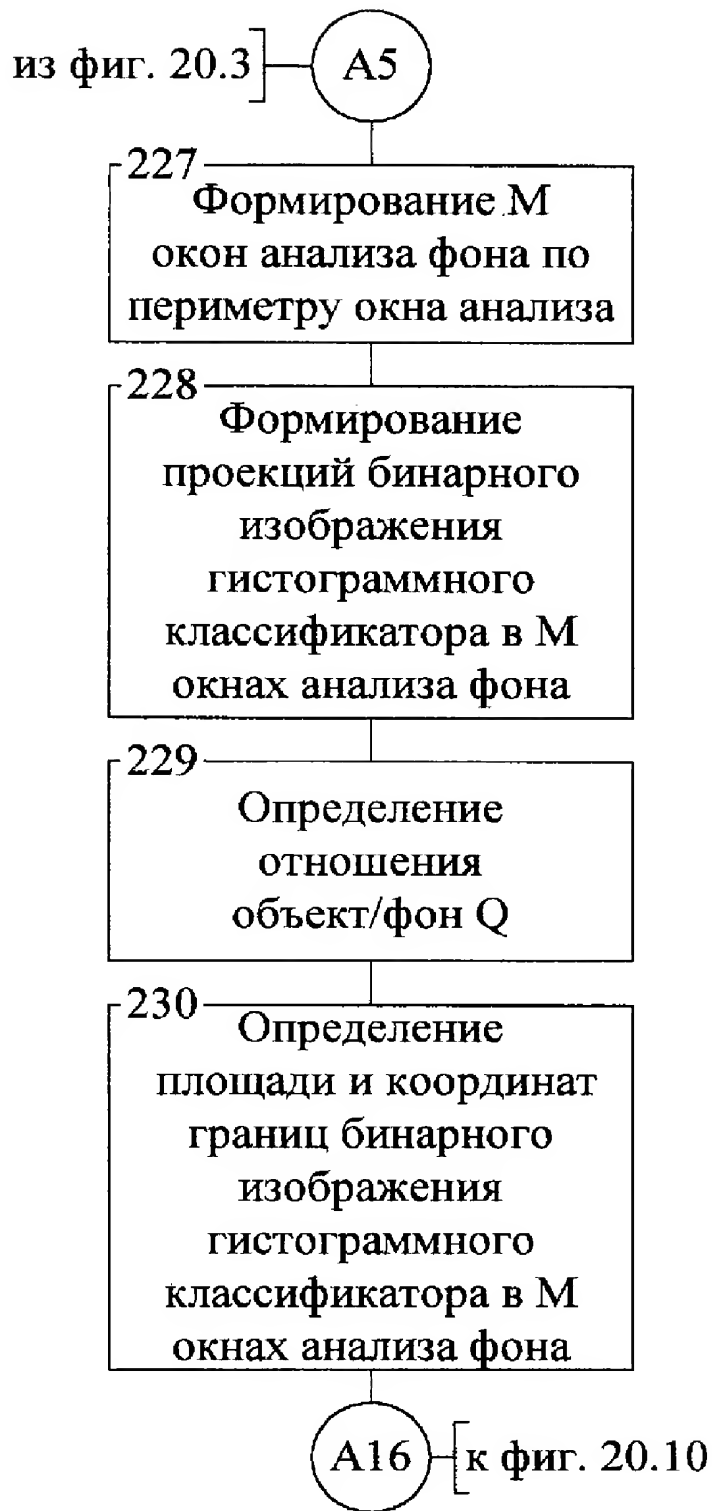 из фиг. 20.3
А5
227
Формирование М
окон анализа фона по
периметру окна анализа
228
Формирование
проекций бинарного
изображения
гистограммного
классификатора в М
окнах анализа фона
229
Определение
отношения
объект/фон Q
230
Определение
площади и координат
границ бинарного
изображения
гистограммного
классификатора в М
окнах анализа фона
А16
к фиг. 20.10